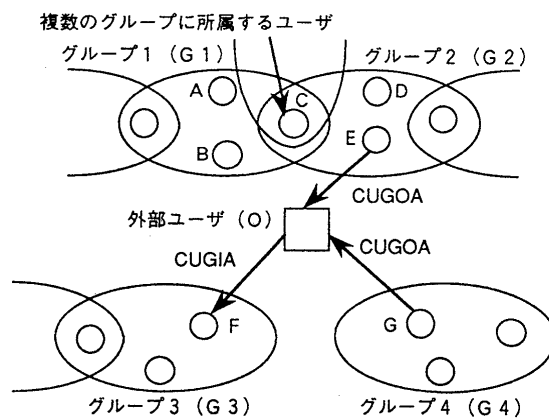 複数のグループに所属するユーザ
グループ1（G1）
グループ2（G2）
A
C
D
B
E
CUGOA
外部ユーザ（O）
CUGIA
CUGOA
F
G
グループ3（G3）
グループ4（G4）